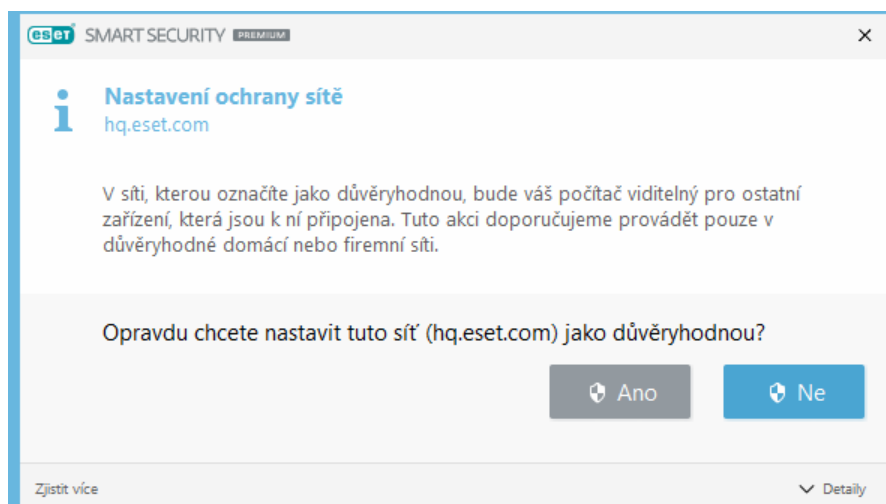 eseT SMART SECURITY PREMIUM
Nastavení ochrany sítě
hq.eset.com
V síti, kterou označíte jako důvěryhodnou, bude váš počítač viditelný pro ostatní
zařízení, která jsou k ní připojena. Tuto akci doporučujeme provádět pouze v
důvěryhodné domácí nebo firemní síti.
Opravdu chcete nastavit tuto síť (hq.eset.com) jako důvěryhodnou?
Ano
Ne
Zjistit více
Detaily